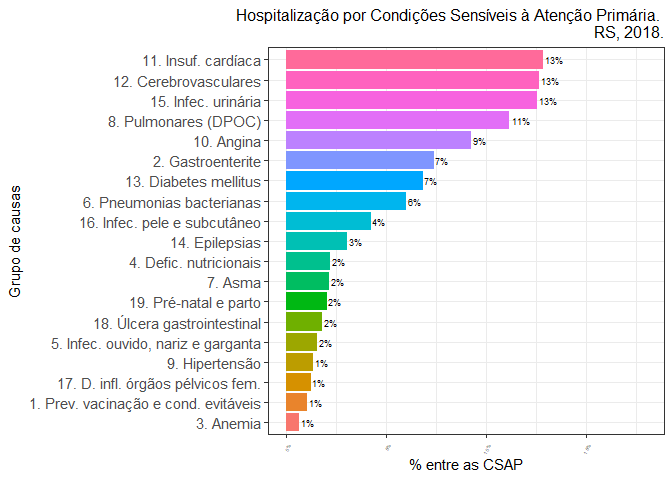 Hospitalização por Condições Sensíveis à Atenção Primária.
RS, 2018.
Grupo de causas
11. Insuf. cardíaca 13%
12. Cerebrovasculares 13%
15. Infec. urinária 13%
8. Pulmonares (DPOC) 11%
10. Angina 9%
2. Gastroenterite 7%
13. Diabetes mellitus 7%
6. Pneumonias bacterianas 6%
16. Infec. pele e subcutâneo 4%
14. Epilepsias 3%
4. Defic. nutricionais 2%
7. Asma 2%
19. Pré-natal e parto 2%
18. Úlcera gastrointestinal 2%
5. Infec. ouvido, nariz e garganta 2%
9. Hipertensão 1%
17. D. infl. órgãos pélvicos fem. 1%
1. Prev. vacinação e cond. evitáveis 1%
3. Anemia 1%
% entre as CSAP